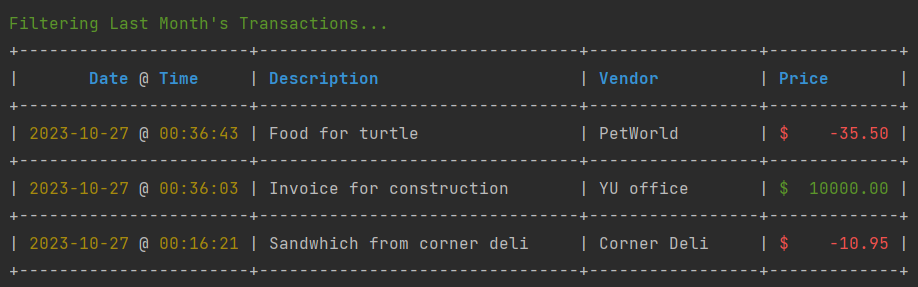 Filtering Last Month's Transactions...
+-----------------------+--------------------------------+-----------------+-------------+
|       Date @ Time     | Description                    | Vendor          | Price       |
+-----------------------+--------------------------------+-----------------+-------------+
| 2023-10-27 @ 00:36:43 | Food for turtle                | PetWorld        | $    -35.50 |
+-----------------------+--------------------------------+-----------------+-------------+
| 2023-10-27 @ 00:36:03 | Invoice for construction       | YU office       | $  10000.00 |
+-----------------------+--------------------------------+-----------------+-------------+
| 2023-10-27 @ 00:16:21 | Sandwhich from corner deli     | Corner Deli     | $    -10.95 |
+-----------------------+--------------------------------+-----------------+-------------+